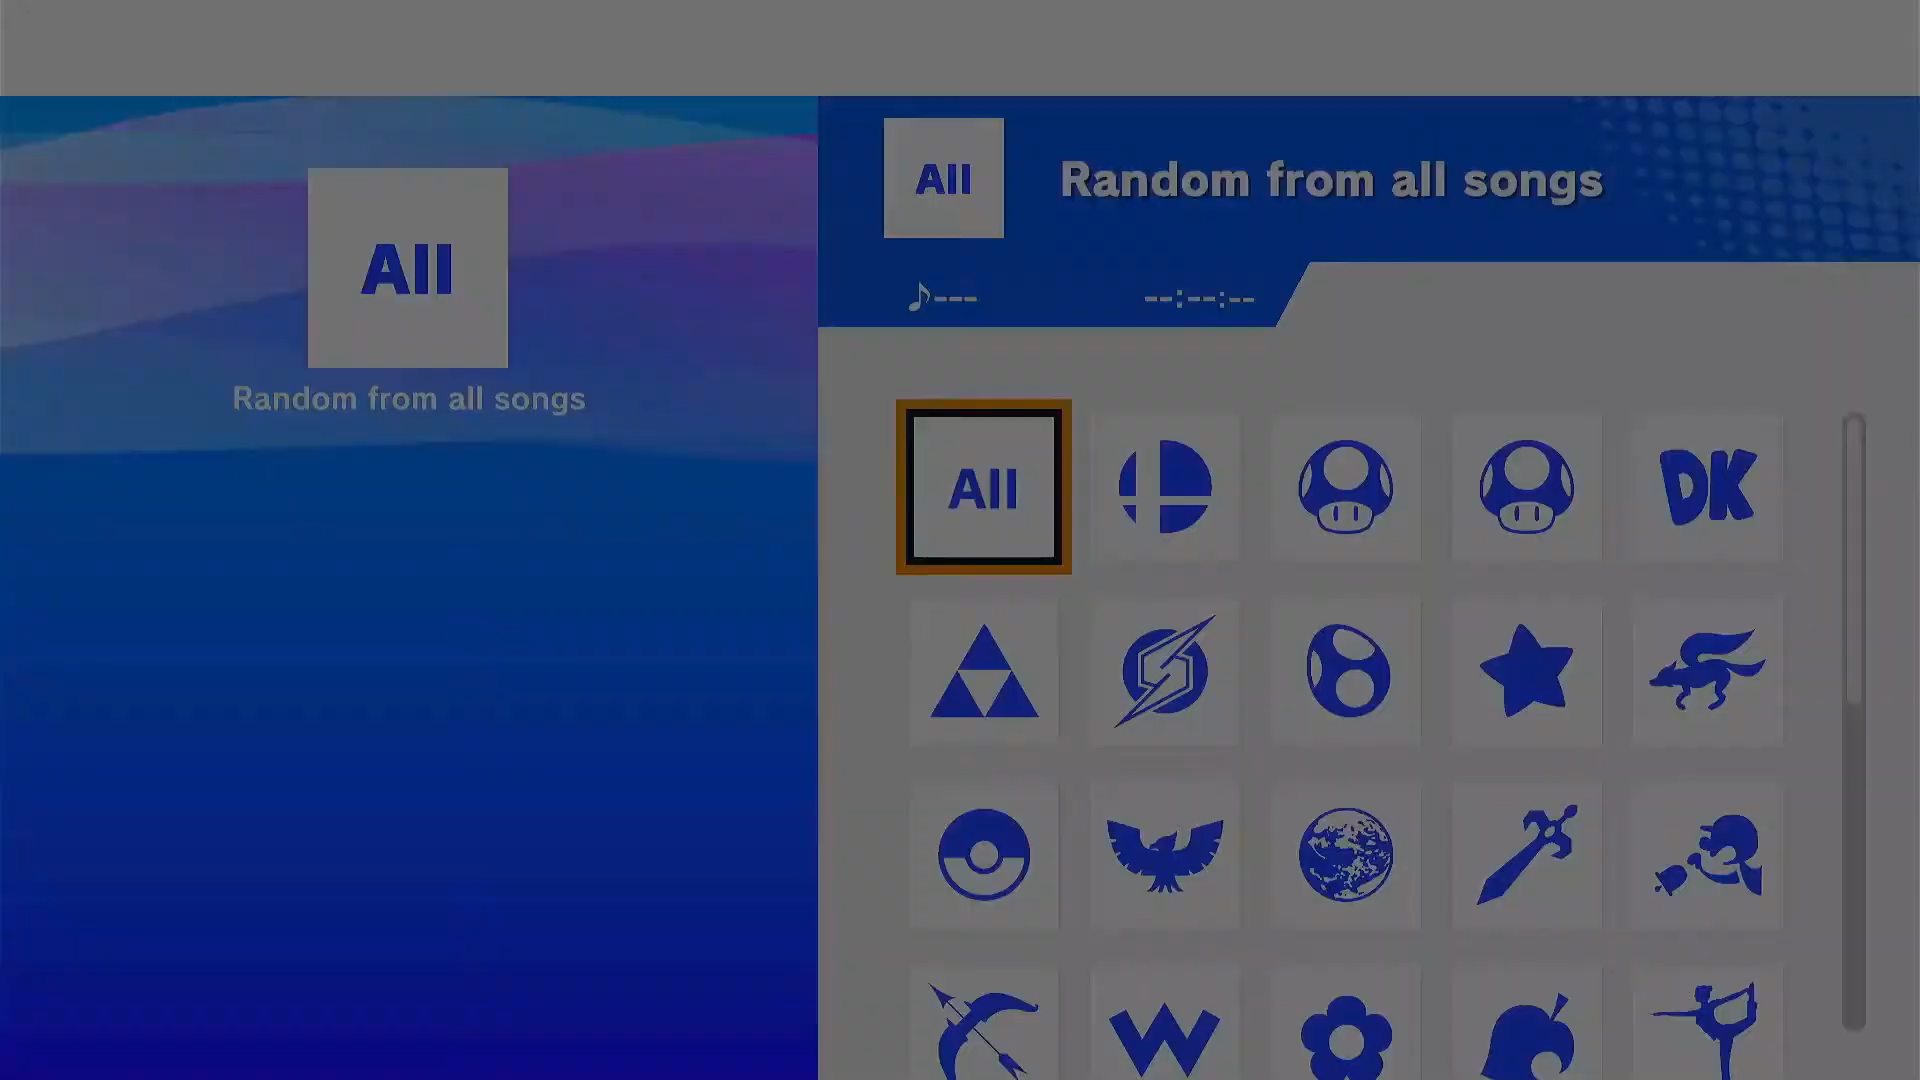 All
Random from all songs
All
Random from all songs
♪---
--:--:--
All
DK